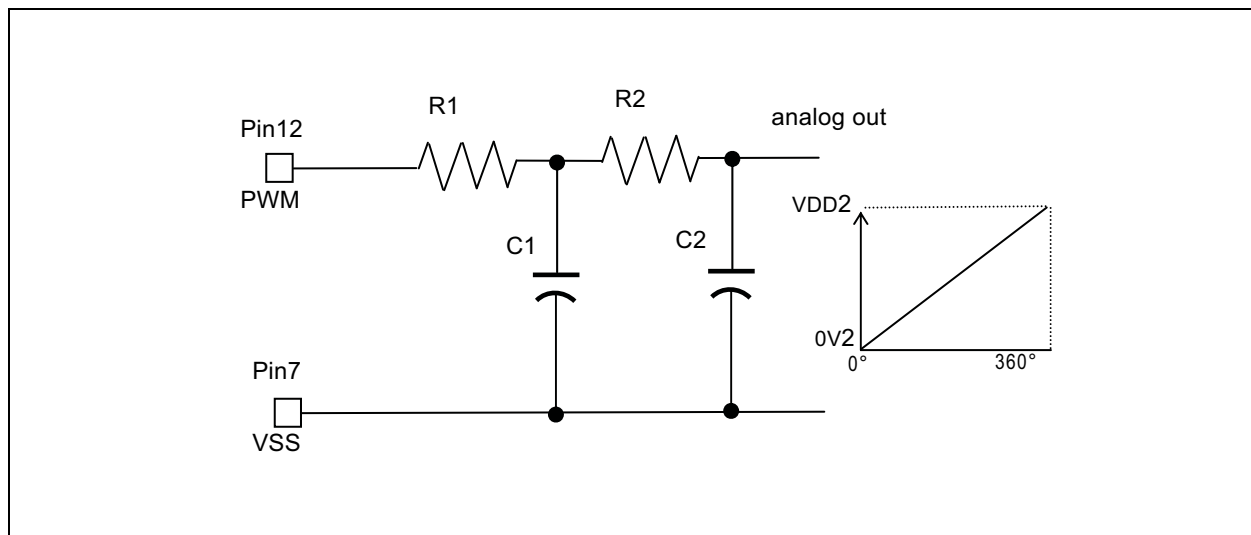 R1
R2
analog out
Pin12
PWM
VDD2
C1
C2
0V2
0°
360°
Pin7
VSS